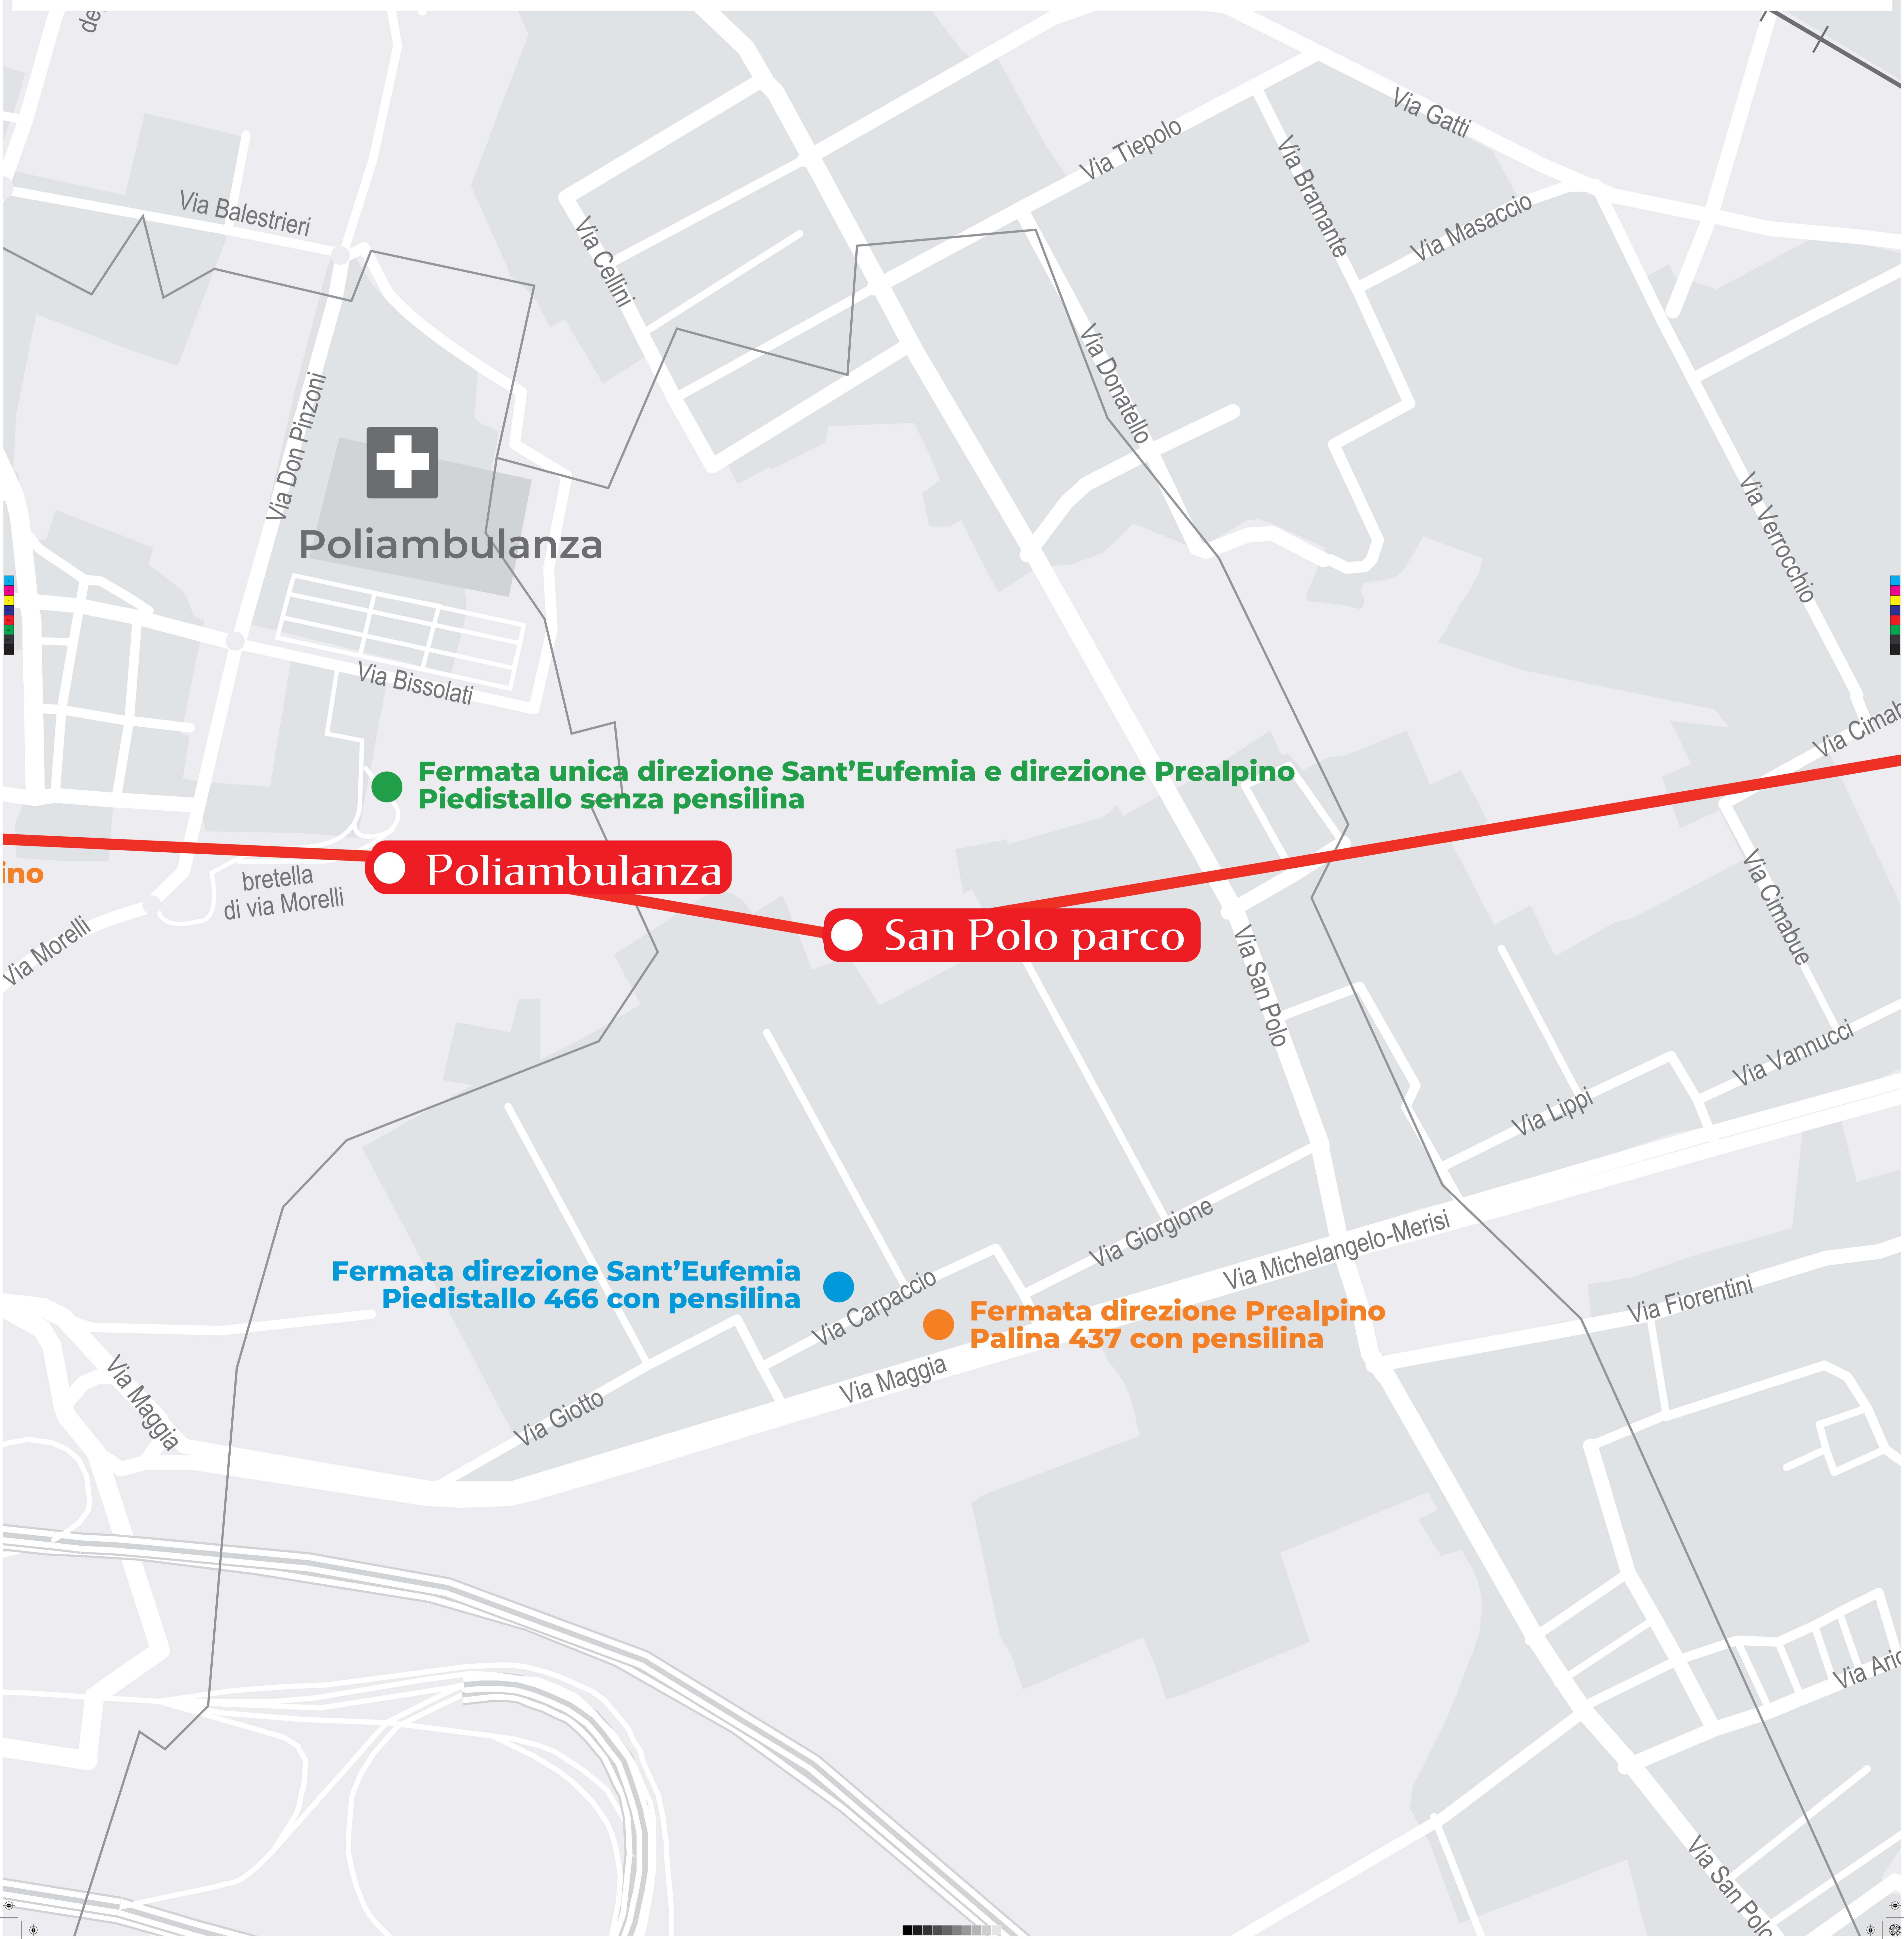 de
Via Gatti
Via Tiepolo
Via Bramante
Via Masaccio
Via Balestrieri
Via Cellini
Via Donatello
Via Don Pinzoni
Via Verrocchio
Poliambulanza
Via Bissolati
Via Cimab
Fermata unica direzione Sant’Eufemia e direzione Prealpino
Piedistallo senza pensilina
Poliambulanza
ino
bretella
di via Morelli
Via Morelli
San Polo parco
Via Cimabue
Via San Polo
Via Vannucci
Via Lippi
Via Giorgione
Via Michelangelo-Merisi
Fermata direzione Sant’Eufemia
Piedistallo 466 con pensilina
Via Carpaccio
Fermata direzione Prealpino
Palina 437 con pensilina
Via Fiorentini
Via Maggia
Via Maggia
Via Giotto
Via Ario
Via San Polo